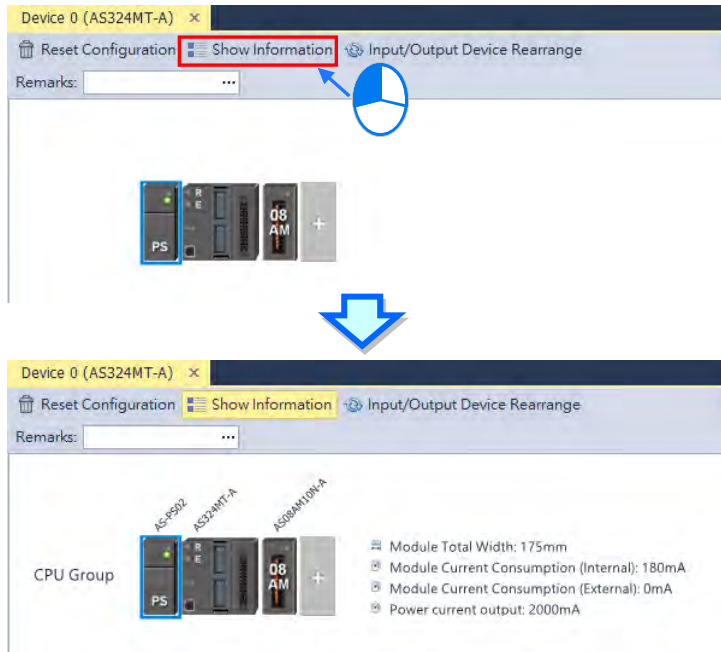 Device 0 (AS324MT-A) ×
Reset Configuration Show Information Input/Output Device Rearrange
Remarks: ...
R
E
08
AM
+
PS
Device 0 (AS324MT-A) ×
Reset Configuration Show Information Input/Output Device Rearrange
Remarks: ...
AS-PS02 AS324MT-A AS08AM10N-A
R
E
08
AM
+
CPU Group
PS
Module Total Width: 175mm
Module Current Consumption (Internal): 180mA
Module Current Consumption (External): 0mA
Power current output: 2000mA